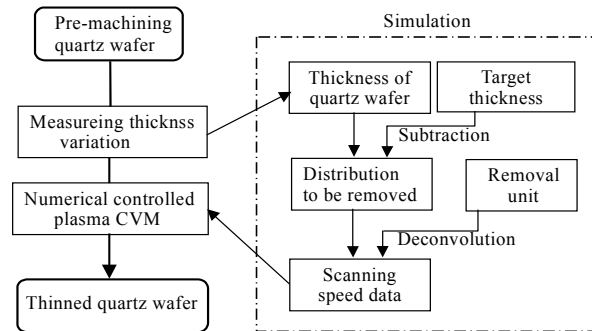 Simulation
Pre-machining
quartz wafer
Measureing thicknss
variation
Numerical controlled
plasma CVM
Thinned quartz wafer
Thickness of
quartz wafer
Target
thickness
Subtraction
Distribution
to be removed
Removal
unit
Deconvolution
Scanning
speed data